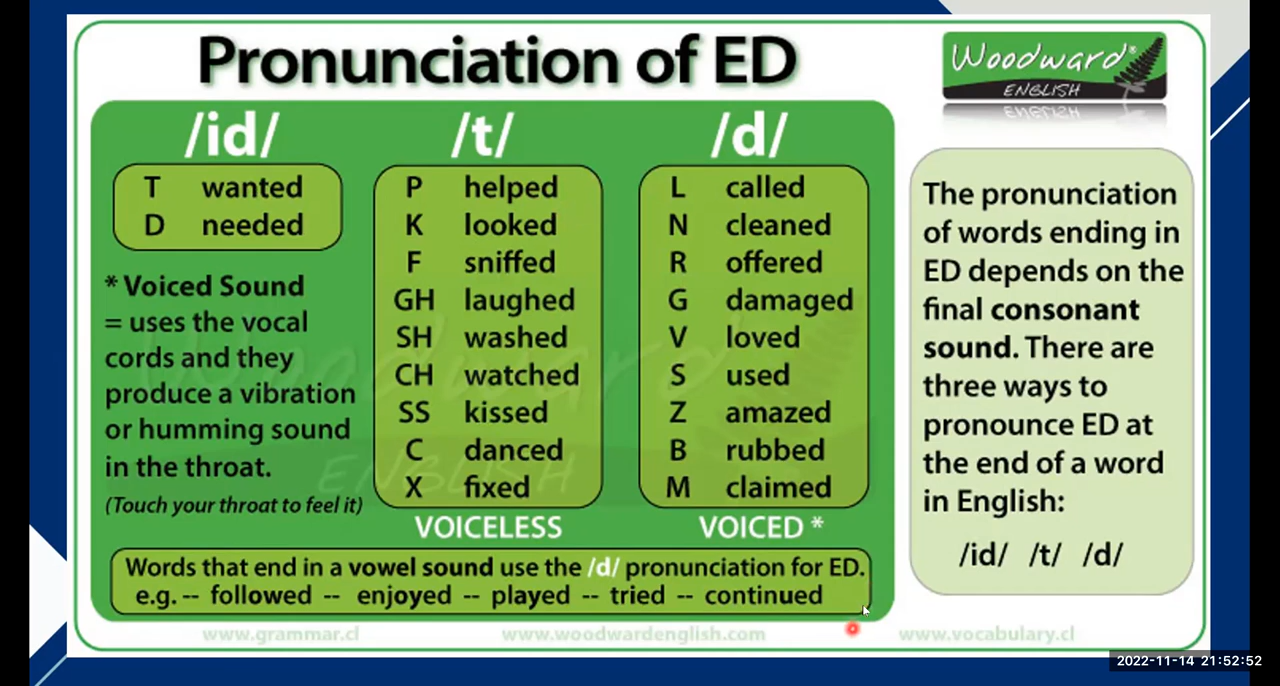 Pronunciation of ED
Woodward®
ENGLISH
/id/ /t/ /d/
T wanted
D needed
* Voiced Sound
= uses the vocal
cords and they
produce a vibration
or humming sound
in the throat.
(Touch your throat to feel it)
P helped
K looked
F sniffed
GH laughed
SH washed
CH watched
SS kissed
C danced
X fixed
VOICELESS
L called
N cleaned
R offered
G damaged
V loved
S used
Z amazed
B rubbed
M claimed
VOICED *
Words that end in a vowel sound use the /d/ pronunciation for ED.
e.g. -- followed -- enjoyed -- played -- tried -- continued
The pronunciation
of words ending in
ED depends on the
final consonant
sound. There are
three ways to
pronounce ED at
the end of a word
in English:
/id/ /t/ /d/
www.grammar.cl www.woodwardenglish.com www.vocabulary.cl
2022-11-14 21:52:52